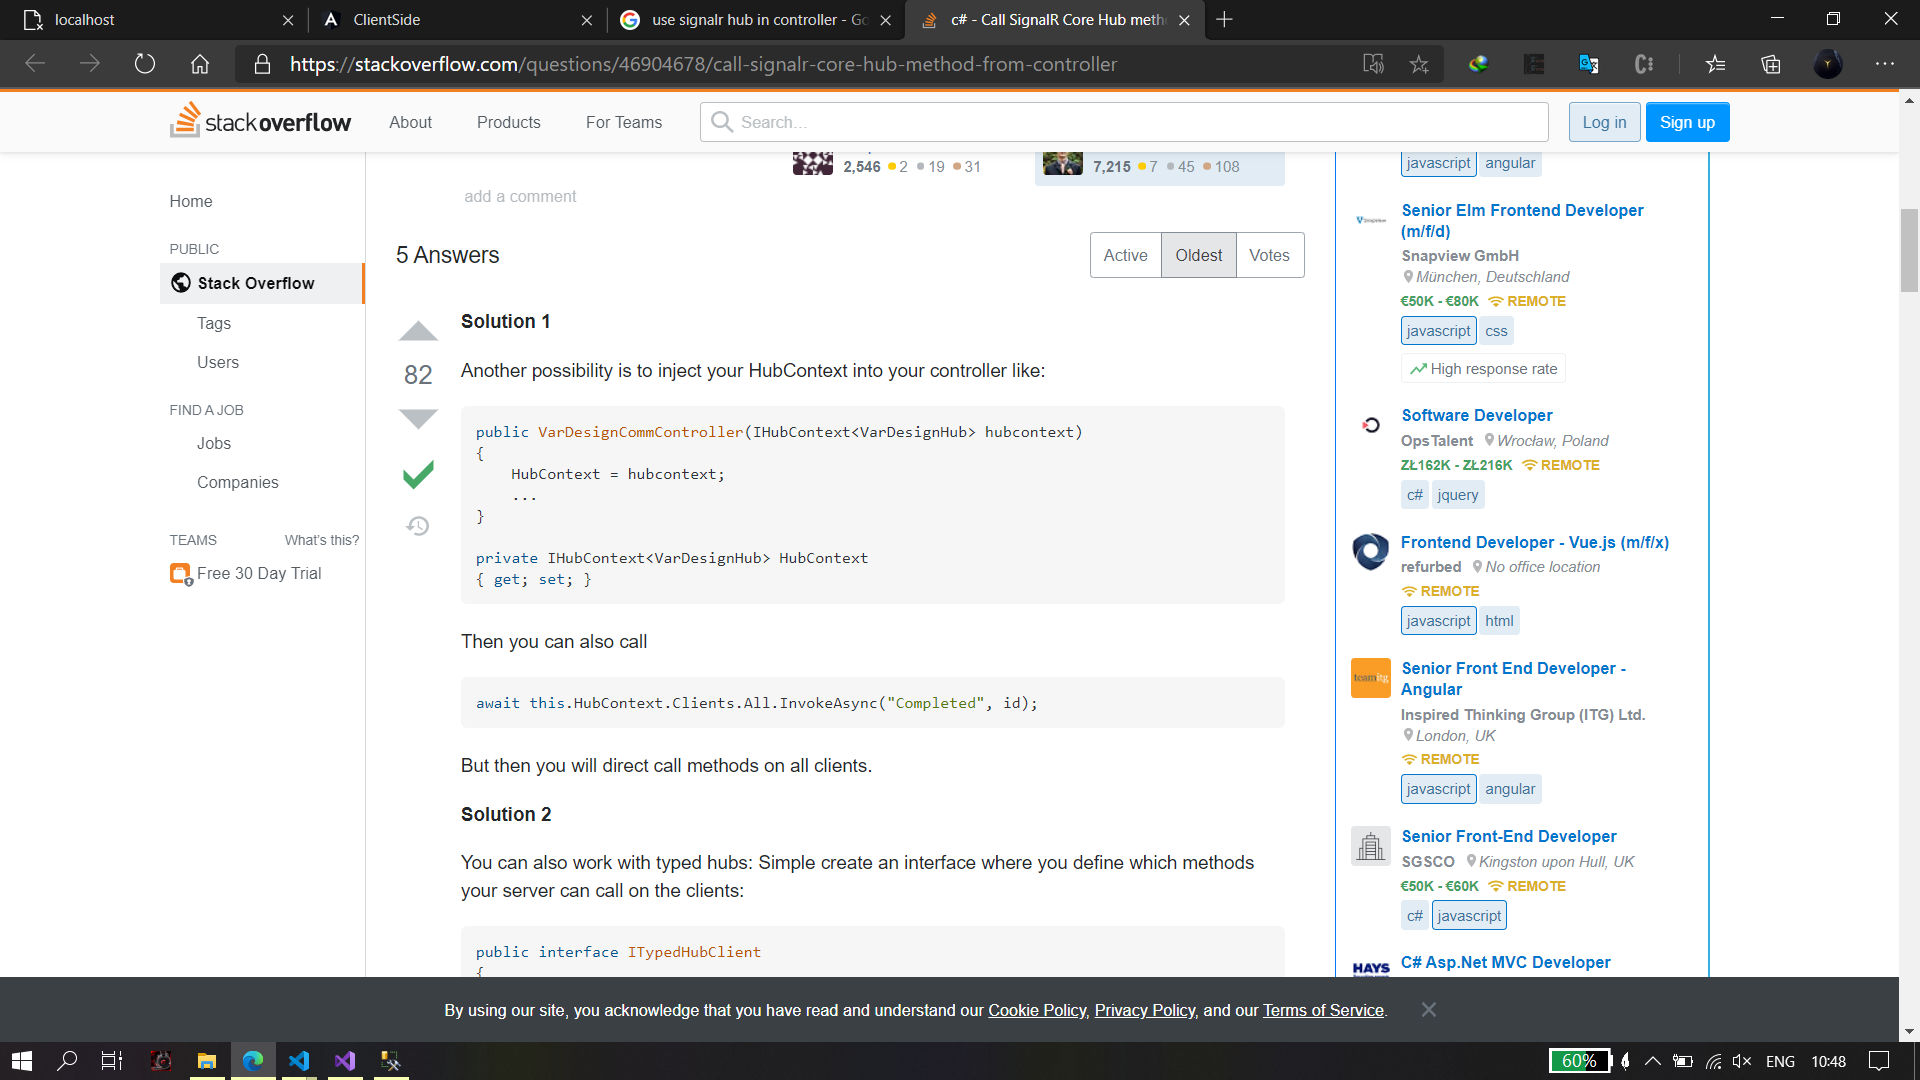 localhost
ClientSide
use signalr hub in controller - Go
c# - Call SignalR Core Hub meth
https://stackoverflow.com/questions/46904678/call-signalr-core-hub-method-from-controller
stackoverflow
About
Products
For Teams
Search...
Log in
Sign up
Home
PUBLIC
Stack Overflow
Tags
Users
FIND A JOB
Jobs
Companies
TEAMS What's this?
Free 30 Day Trial
2,546 2 19 31
7,215 7 45 108
add a comment
5 Answers
Active Oldest Votes
82
Solution 1
Another possibility is to inject your HubContext into your controller like:
public VarDesignCommController(IHubContext<VarDesignHub> hubcontext)
{
HubContext = hubcontext;
...
}
private IHubContext<VarDesignHub> HubContext
{ get; set; }
Then you can also call
await this.HubContext.Clients.All.InvokeAsync("Completed", id);
But then you will direct call methods on all clients.
Solution 2
You can also work with typed hubs: Simple create an interface where you define which methods
your server can call on the clients:
public interface ITypedHubClient
{
javascript angular
Senior Elm Frontend Developer
(m/f/d)
Snapview GmbH
München, Deutschland
€50K - €80K REMOTE
javascript css
High response rate
Software Developer
OpsTalent Wrocław, Poland
ZŁ162K - ZŁ216K REMOTE
c# jquery
Frontend Developer - Vue.js (m/f/x)
refurbed No office location
REMOTE
javascript html
teamitg
Senior Front End Developer -
Angular
Inspired Thinking Group (ITG) Ltd.
London, UK
REMOTE
javascript angular
Senior Front-End Developer
SGSCO Kingston upon Hull, UK
€50K - €60K REMOTE
c# javascript
HAYS
C# Asp.Net MVC Developer
By using our site, you acknowledge that you have read and understand our Cookie Policy, Privacy Policy, and our Terms of Service.
60%
ENG
10:48